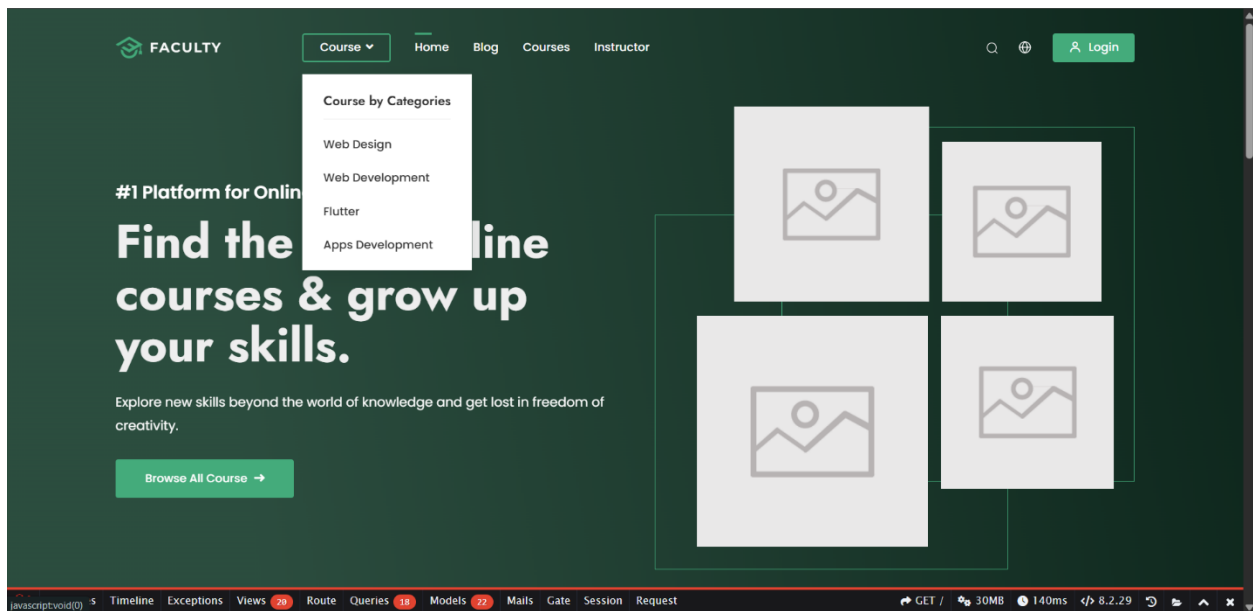 FACULTY
Course
Home
Blog
Courses
Instructor
Login
Course by Categories
Web Design
Web Development
Flutter
Apps Development
#1 Platform for Onlin
Find the line
courses & grow up
your skills.
Explore new skills beyond the world of knowledge and get lost in freedom of
creativity.
Browse All Course →
javascript:void(0) s Timeline Exceptions Views 20 Route Queries 18 Models 22 Mails Gate Session Request GET / 30MB 140ms </> 8.2.29